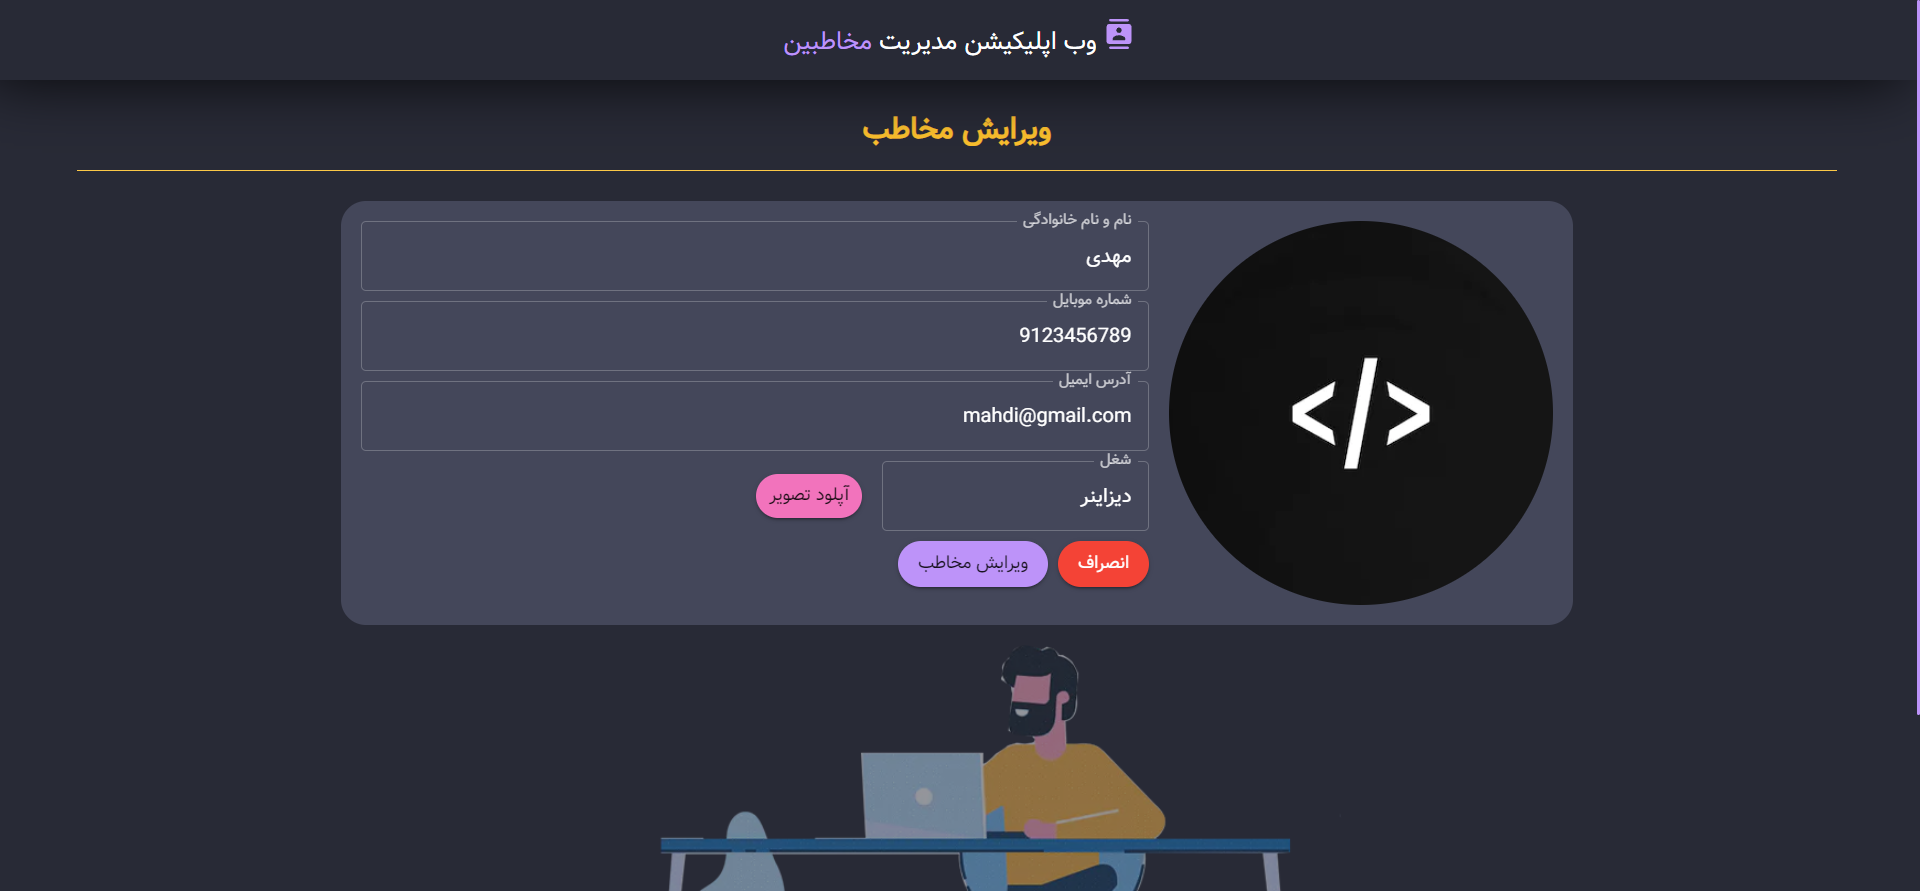 وب اپلیکیشن مدیریت مخاطبین
ویرایش مخاطب
نام و نام خانوادگی
مهدی
شماره موبایل
9123456789
آدرس ایمیل
mahdi@gmail.com
شغل
دیزاینر
آپلود تصویر
انصراف
ویرایش مخاطب
</>